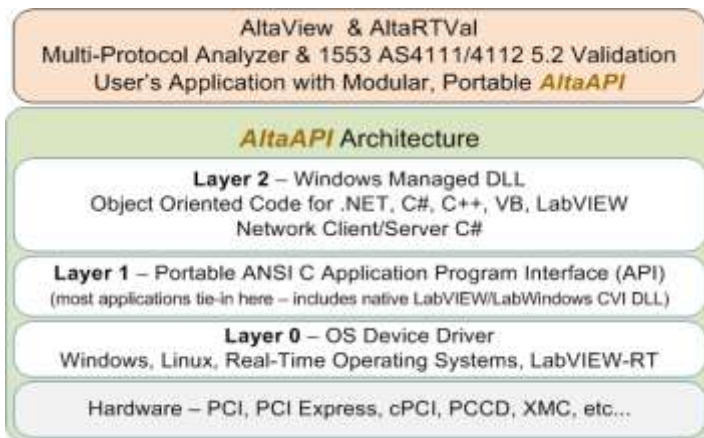 AltaView & AltaRTVal
Multi-Protocol Analyzer & 1553 AS4111/4112 5.2 Validation
User's Application with Modular, Portable AltaAPI
AltaAPI Architecture
Layer 2 – Windows Managed DLL
Object Oriented Code for .NET, C#, C++, VB, LabVIEW
Network Client/Server C#
Layer 1 – Portable ANSI C Application Program Interface (API)
(most applications tie-in here – includes native LabVIEW/LabWindows CVI DLL)
Layer 0 – OS Device Driver
Windows, Linux, Real-Time Operating Systems, LabVIEW-RT
Hardware – PCI, PCI Express, cPCI, PCCD, XMC, etc...